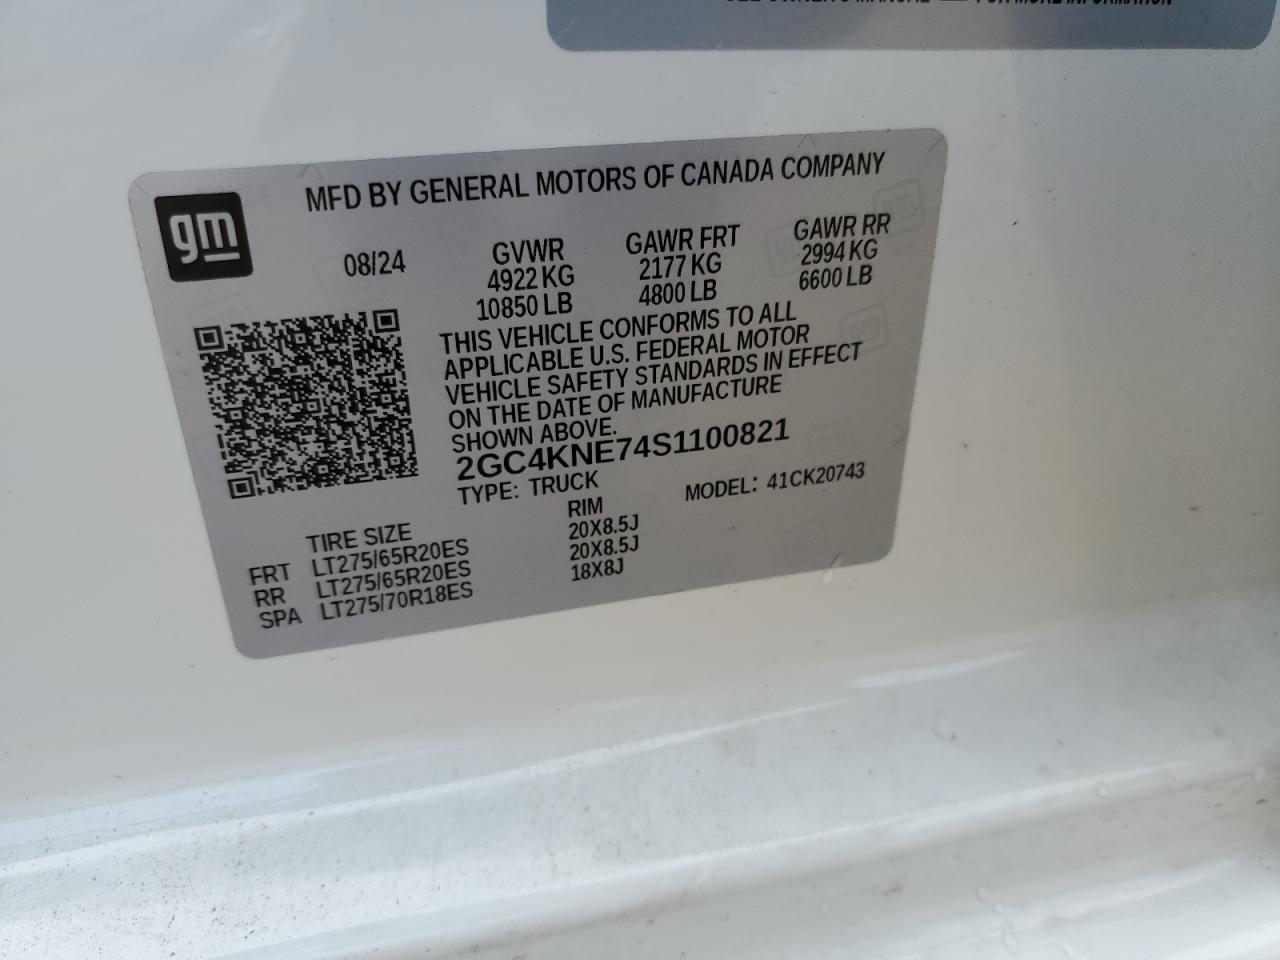 FOR MORE INFORMATION
gm
MFD BY GENERAL MOTORS OF CANADA COMPANY
08/24
GVWR
4922 KG
10850 LB
GAWR FRT
2177 KG
4800 LB
GAWR RR
2994 KG
6600 LB
THIS VEHICLE CONFORMS TO ALL
APPLICABLE U.S. FEDERAL MOTOR
VEHICLE SAFETY STANDARDS IN EFFECT
ON THE DATE OF MANUFACTURE
SHOWN ABOVE.
2GC4KNE74S1100821
TYPE: TRUCK
MODEL: 41CK20743
TIRE SIZE RIM
FRT LT275/65R20ES 20X8.5J
RR LT275/65R20ES 20X8.5J
SPA LT275/70R18ES 18X8J